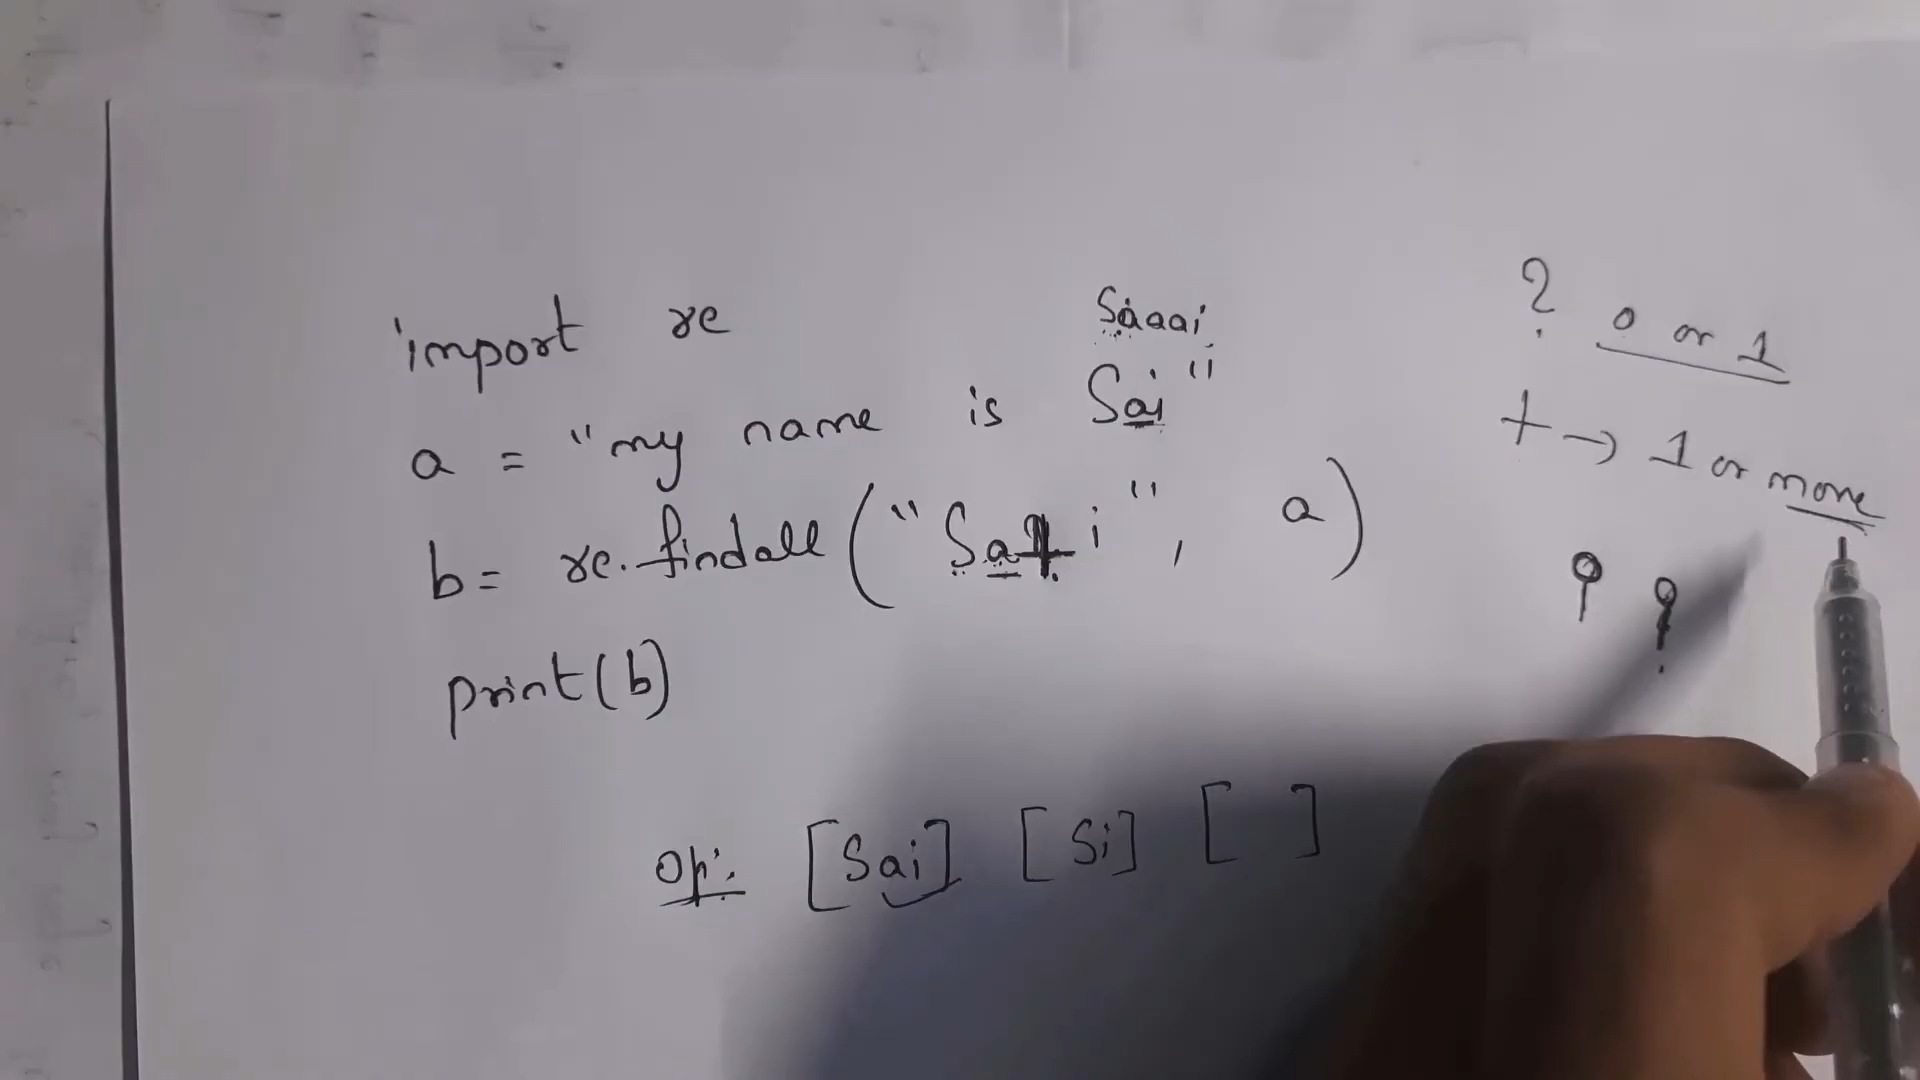 import re
Saaai
a = "my name is Sai"
b= re.findall("Sa+i", a)
print(b)
Op: [Sai] [Si] [ ]
? 0 or 1
+ → 1 or more
? ?